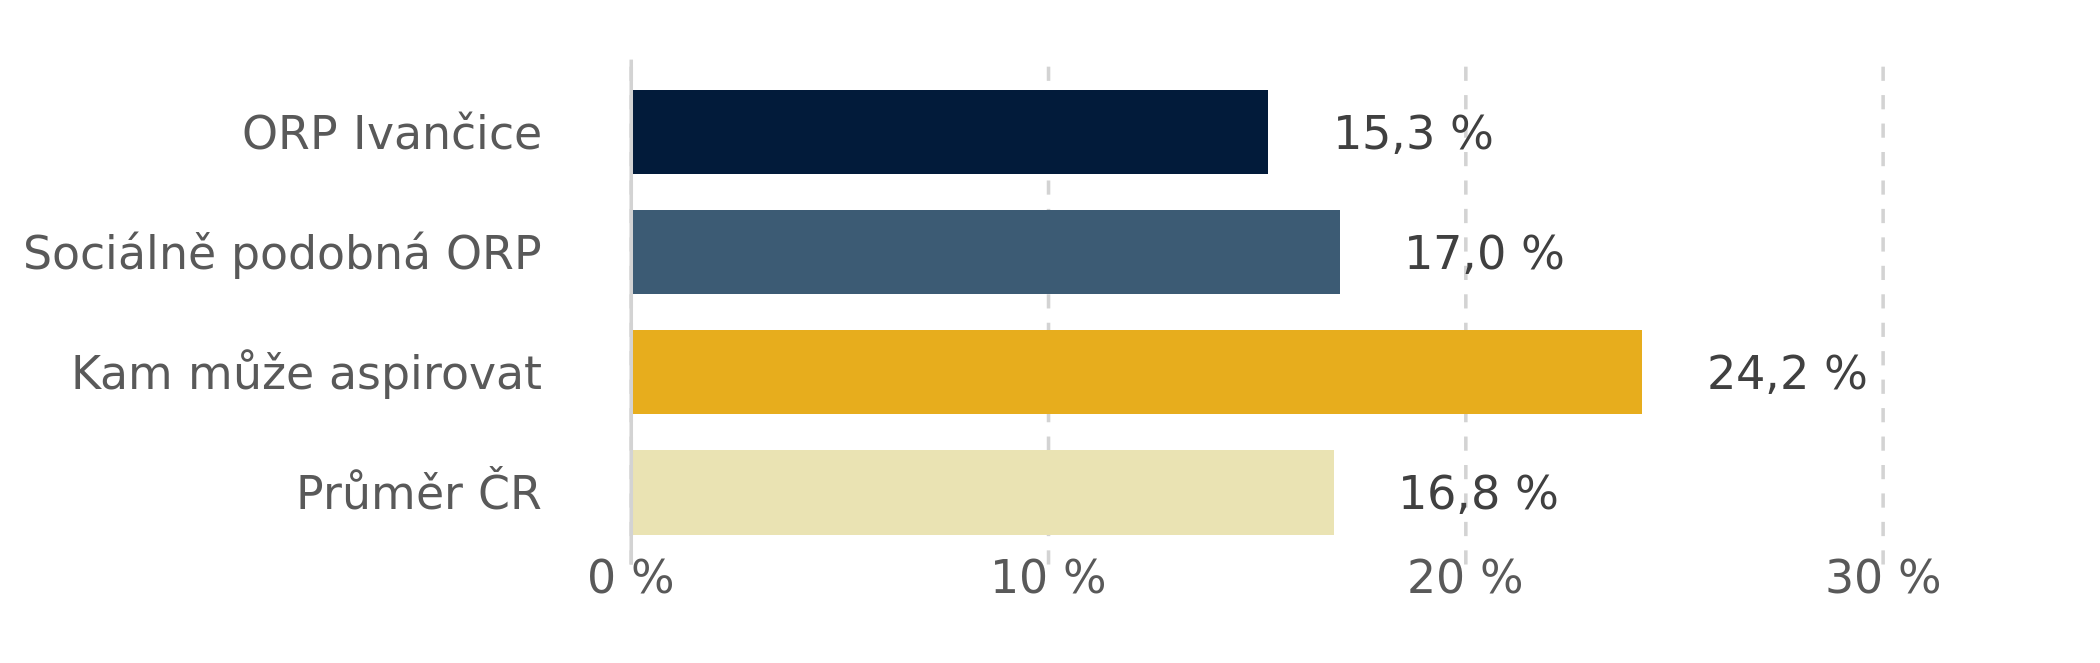 ORP Ivančice
15,3 %
Sociálně podobná ORP
17,0 %
Kam může aspirovat
24,2 %
Průměr ČR
16,8 %
0 %
10 %
20 %
30 %